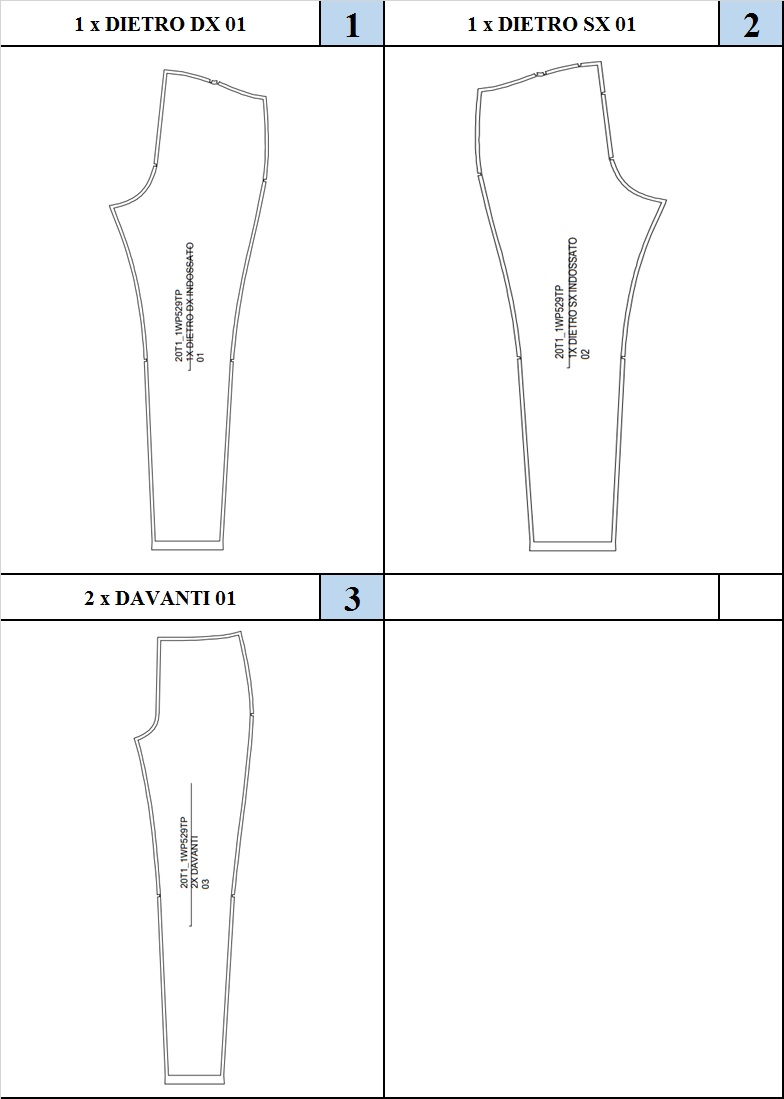 1 x DIETRO DX 01
1
1 x DIETRO SX 01
2
20T1_1WP529TP
1X DIETRO DX INDOSSATO
01
20T1_1WP529TP
1X DIETRO SX INDOSSATO
02
2 x DAVANTI 01
3
20T1_1WP529TP
2X DAVANTI
03